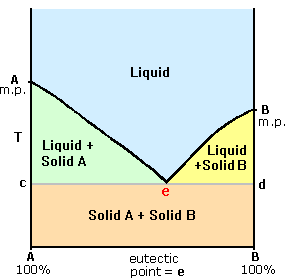 A
m.p.
Liquid
B
m.p.
T
Liquid +
Solid A
Liquid
+Solid B
c
e
d
Solid A + Solid B
A
100%
eutectic
point = e
B
100%